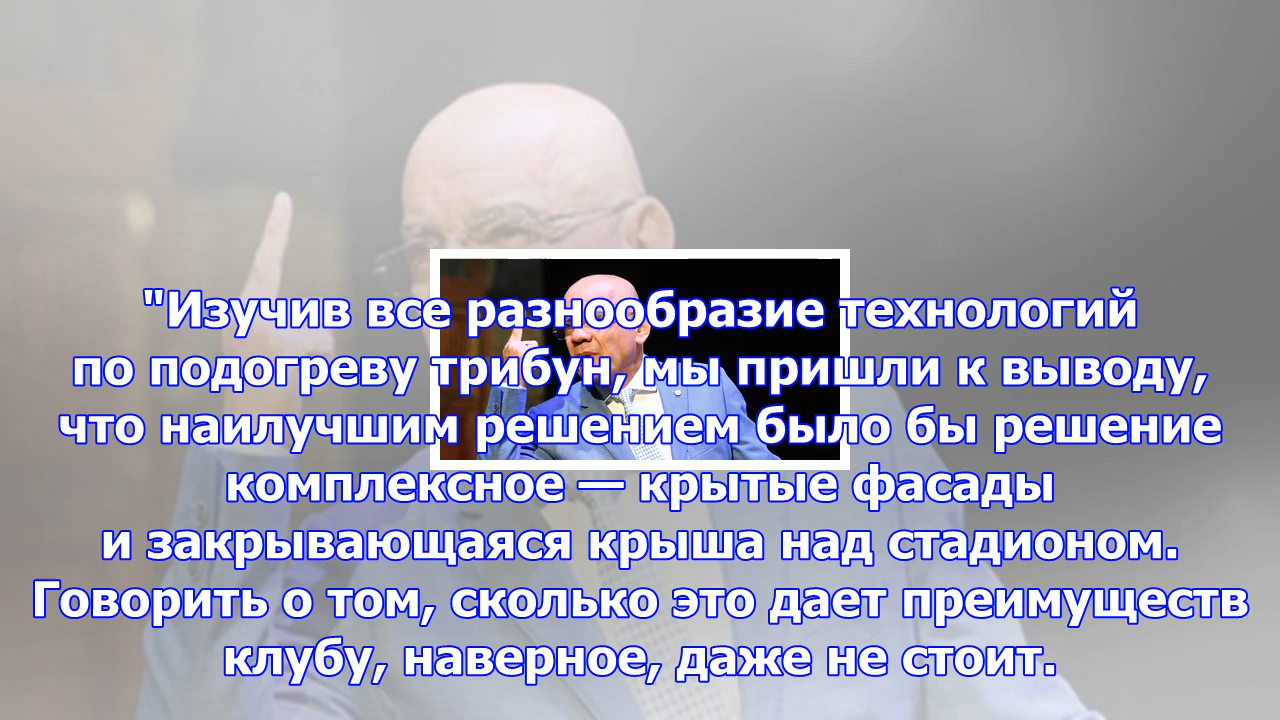 "Изучив все разнообразие технологий
по подогреву трибун, мы пришли к выводу,
что наилучшим решением было бы решение
комплексное — крытые фасады
и закрывающаяся крыша над стадионом.
Говорить о том, сколько это дает преимуществ
клубу, наверное, даже не стоит.